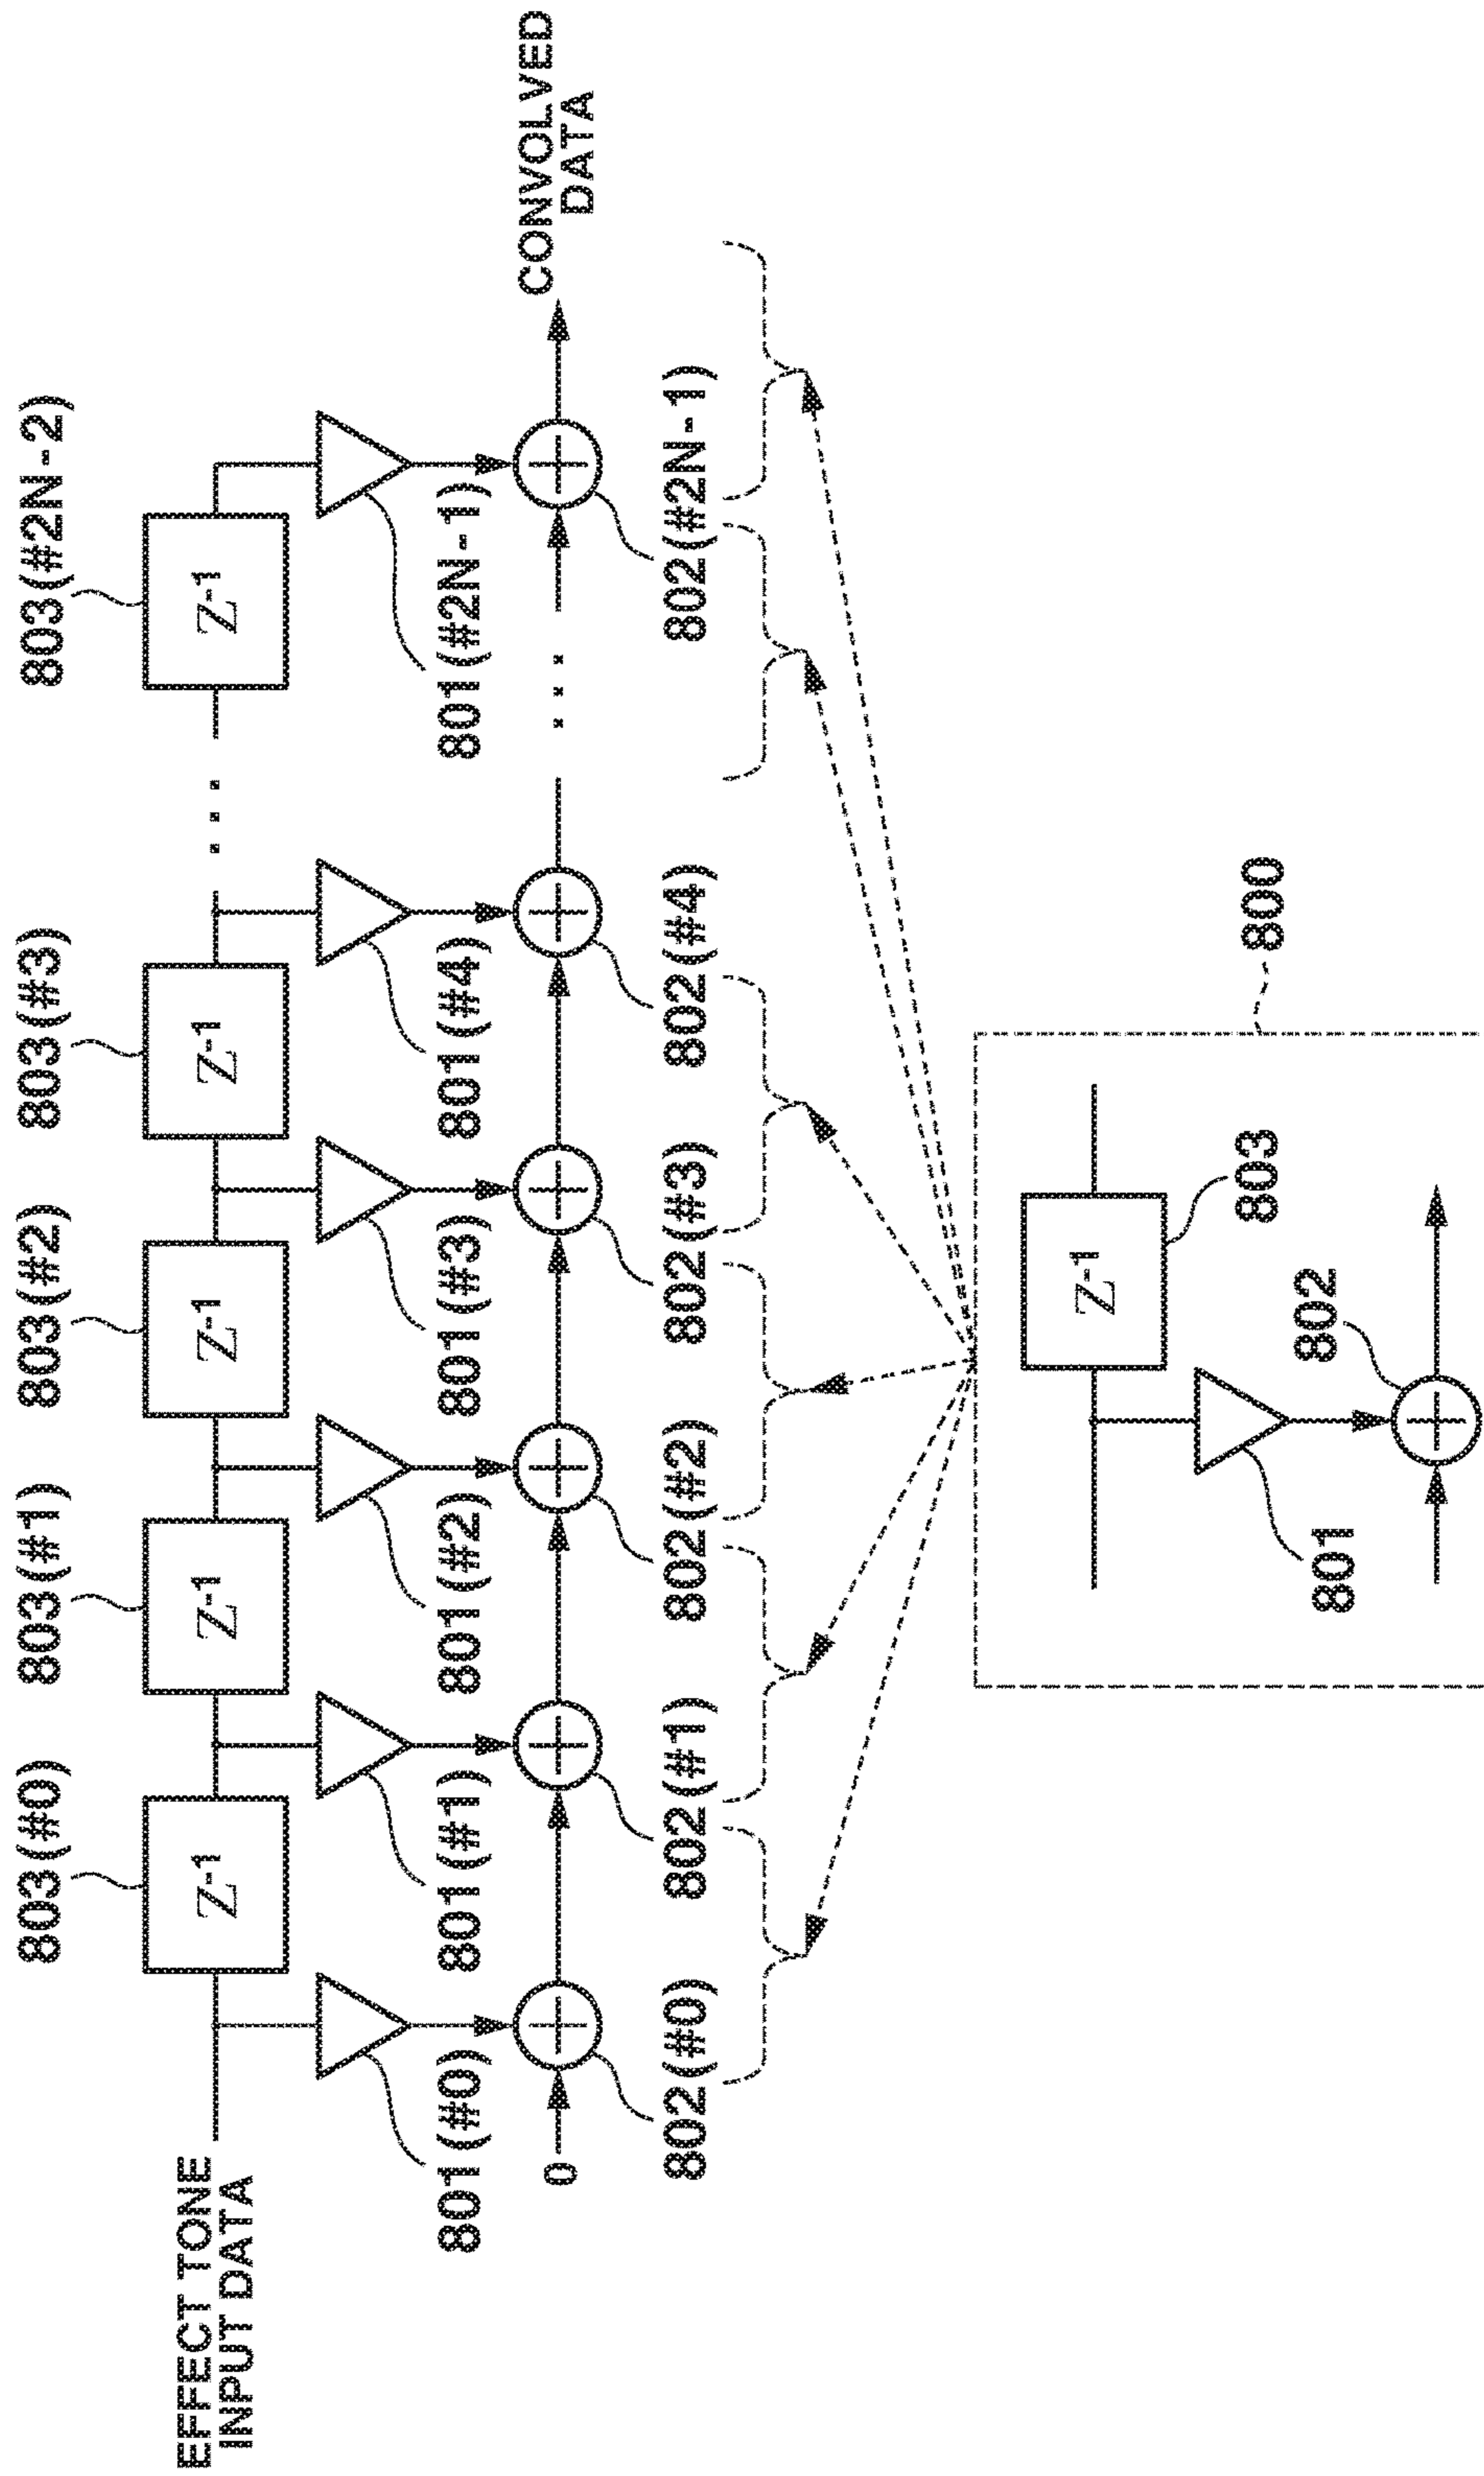 803(#0)
803(#1)
803(#2)
803(#3)
803(#2N-2)
EFFECT TONE
INPUT DATA
Z-1
Z-1
Z-1
Z-1
Z-1
801(#0)
801(#1)
801(#2)
801(#3)
801(#4)
801(#2N-1)
0
CONVOLVED
DATA
802(#0)
802(#1)
802(#2)
802(#3)
802(#4)
802(#2N-1)
800
Z-1
803
801
802